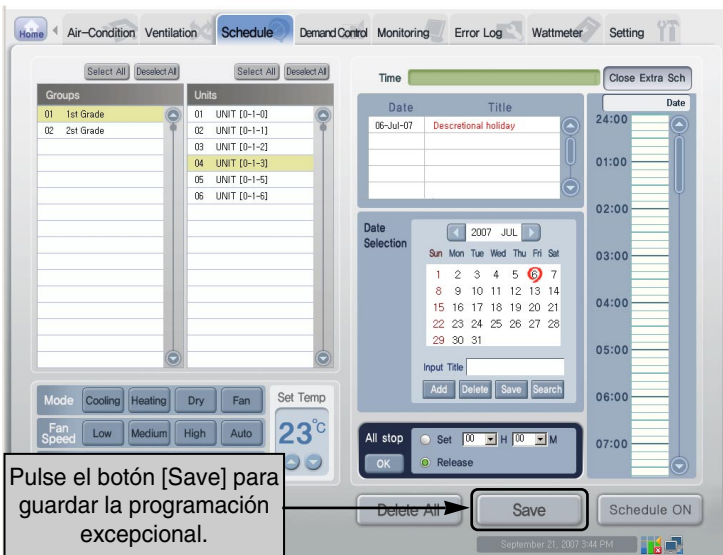 Home Air-Condition Ventilation Schedule Demand Control Monitoring Error Log Wattmeter Setting
Select All Deselect All Select All Deselect All
Groups Units
01 1st Grade
02 2st Grade
01 UNIT [0-1-0]
02 UNIT [0-1-1]
03 UNIT [0-1-2]
04 UNIT [0-1-3]
05 UNIT [0-1-5]
06 UNIT [0-1-6]
Mode Cooling Heating Dry Fan
Fan Speed Low Medium High Auto
Set Temp
23°C
Time
Close Extra Sch
Date Title
06-Jul-07 Descretional holiday
Date Selection
2007 JUL
Sun Mon Tue Wed Thu Fri Sat
1 2 3 4 5 6 7
8 9 10 11 12 13 14
15 16 17 18 19 20 21
22 23 24 25 26 27 28
29 30 31
Input Title
Add Delete Save Search
All stop Set 00 H 00 M
OK Release
Date
24:00
01:00
02:00
03:00
04:00
05:00
06:00
07:00
Delete All Save Schedule ON
September 21, 2007 3:44 PM
Pulse el botón [Save] para
guardar la programación
excepcional.